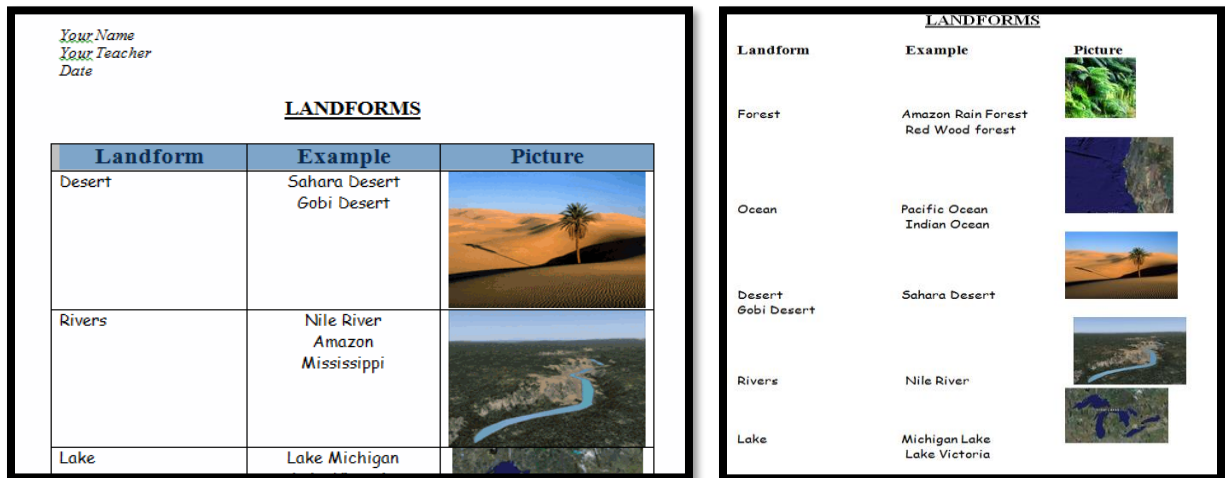 Your Name
Your Teacher
Date
LANDFORMS
Landform Example Picture
Desert Sahara Desert
Gobi Desert
Rivers Nile River
Amazon
Mississippi
Lake Lake Michigan
LANDFORMS
Landform Example Picture
Forest Amazon Rain Forest
Red Wood forest
Ocean Pacific Ocean
Indian Ocean
Desert Sahara Desert
Gobi Desert
Rivers Nile River
Lake Michigan Lake
Lake Victoria